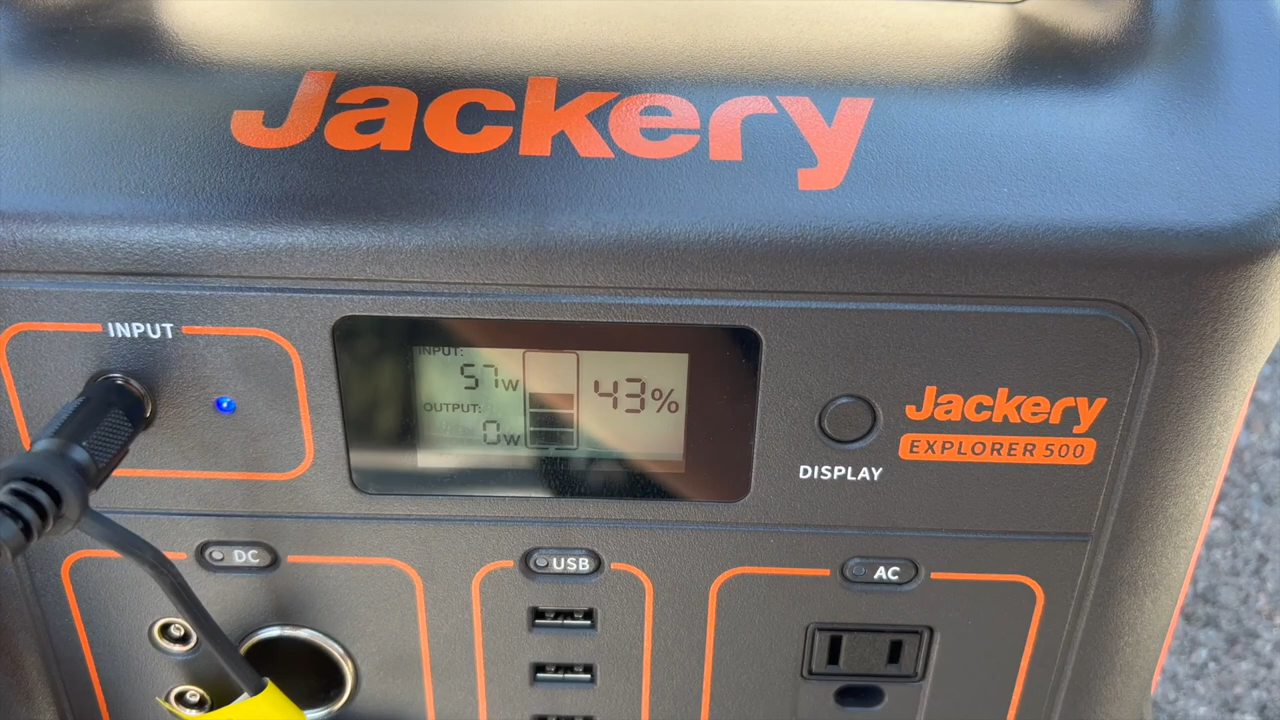 Jackery
INPUT
INPUT:
57w
OUTPUT:
0w
43%
DISPLAY
Jackery
EXPLORER 500
DC
USB
AC